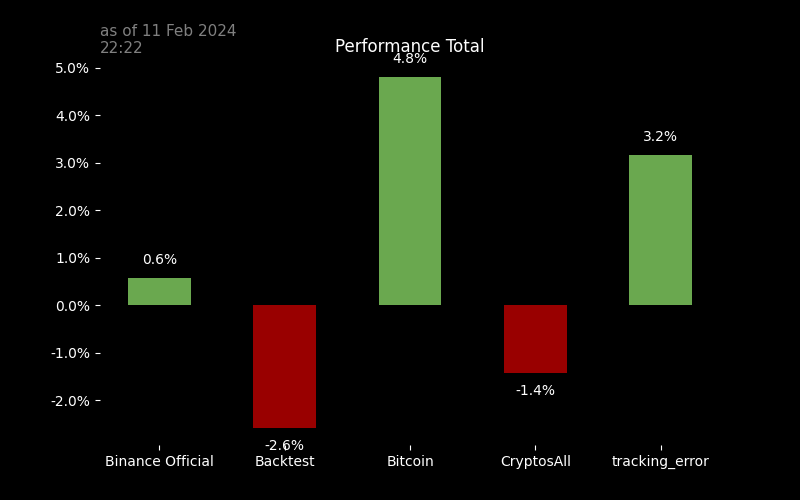 as of 11 Feb 2024
22:22
Performance Total
5.0%
4.0%
3.0%
2.0%
1.0%
0.0%
-1.0%
-2.0%
0.6%
-2.6%
4.8%
-1.4%
3.2%
Binance Official
Backtest
Bitcoin
CryptosAll
tracking_error